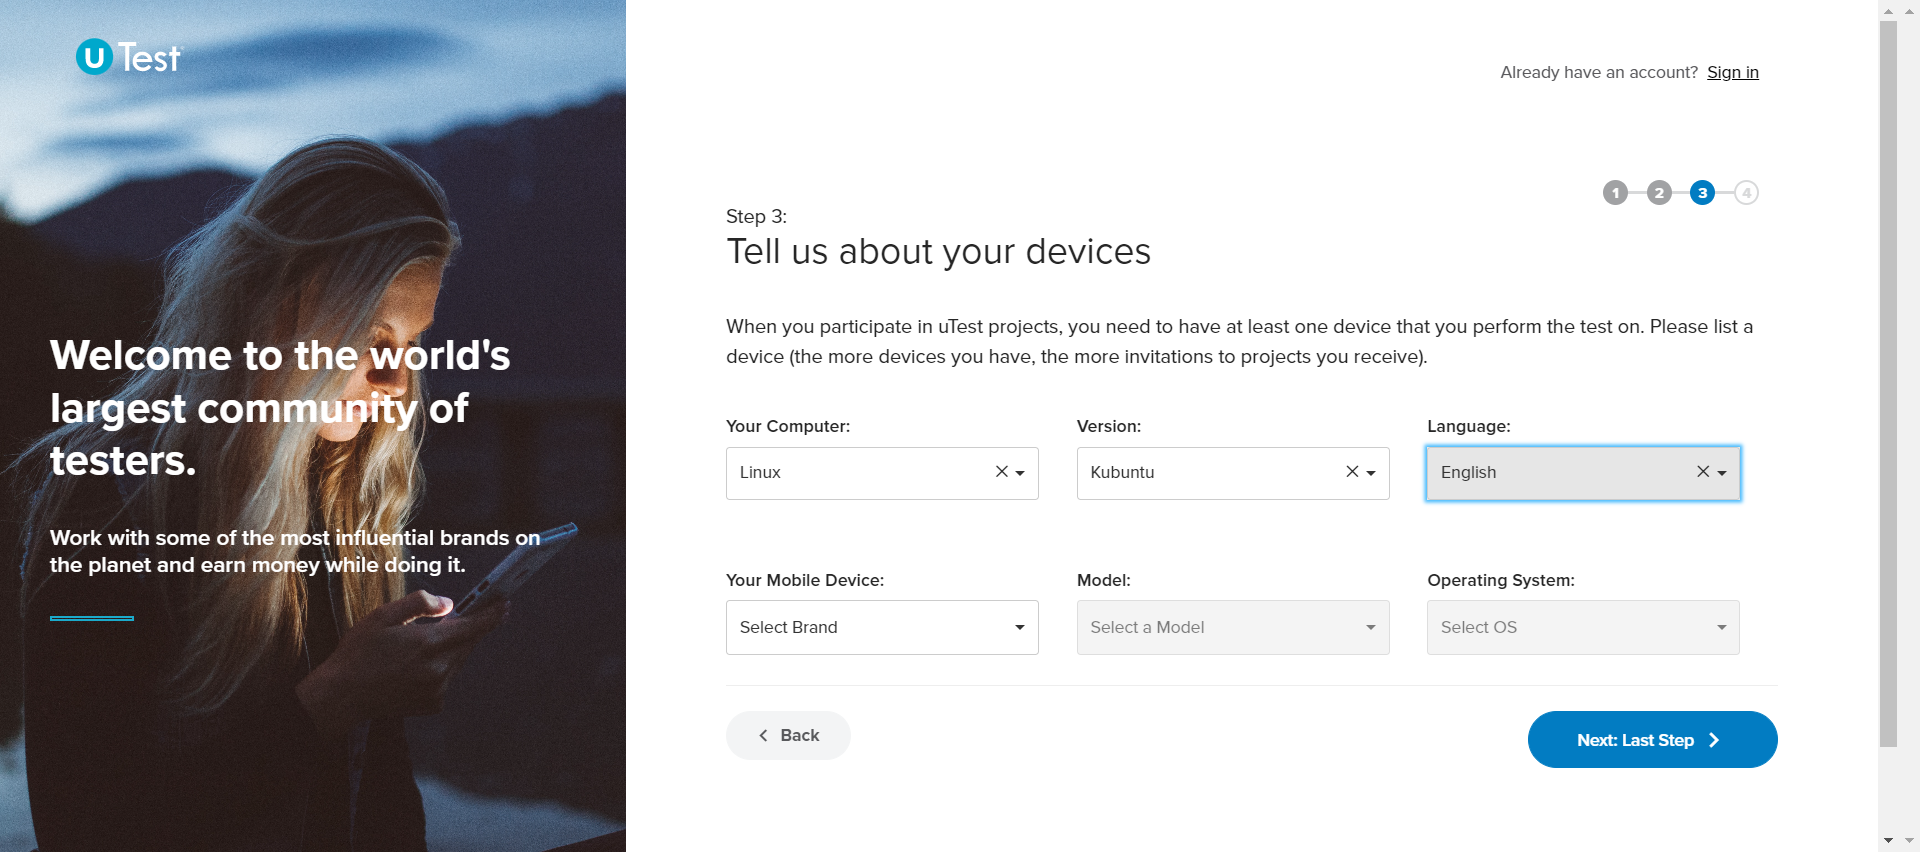 U Test
Welcome to the world's
largest community of
testers.
Work with some of the most influential brands on
the planet and earn money while doing it.
Already have an account? Sign in
1 2 3 4
Step 3:
Tell us about your devices
When you participate in uTest projects, you need to have at least one device that you perform the test on. Please list a
device (the more devices you have, the more invitations to projects you receive).
Your Computer: Version: Language:
Linux Kubuntu English
Your Mobile Device: Model: Operating System:
Select Brand Select a Model Select OS
Back Next: Last Step